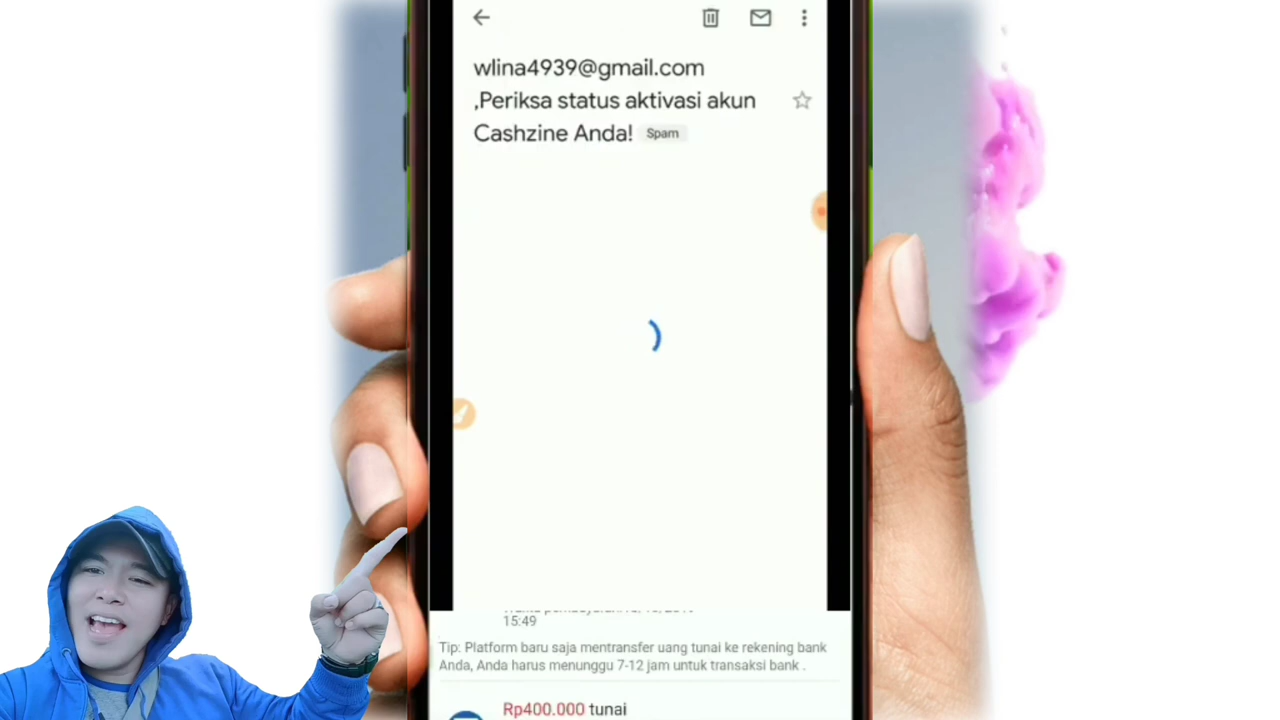 wlina4939@gmail.com
,Periksa status aktivasi akun
Cashzine Anda! Spam
15:49
Tip: Platform baru saja mentransfer uang tunai ke rekening bank
Anda, Anda harus menunggu 7-12 jam untuk transaksi bank .
Rp400.000 tunai